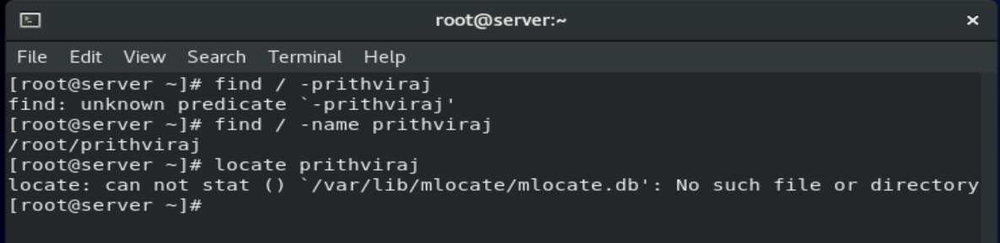 root@server:~
File Edit View Search Terminal Help
[root@server ~]# find / -prithviraj
find: unknown predicate `-prithviraj'
[root@server ~]# find / -name prithviraj
/root/prithviraj
[root@server ~]# locate prithviraj
locate: can not stat () `/var/lib/mlocate/mlocate.db': No such file or directory
[root@server ~]#